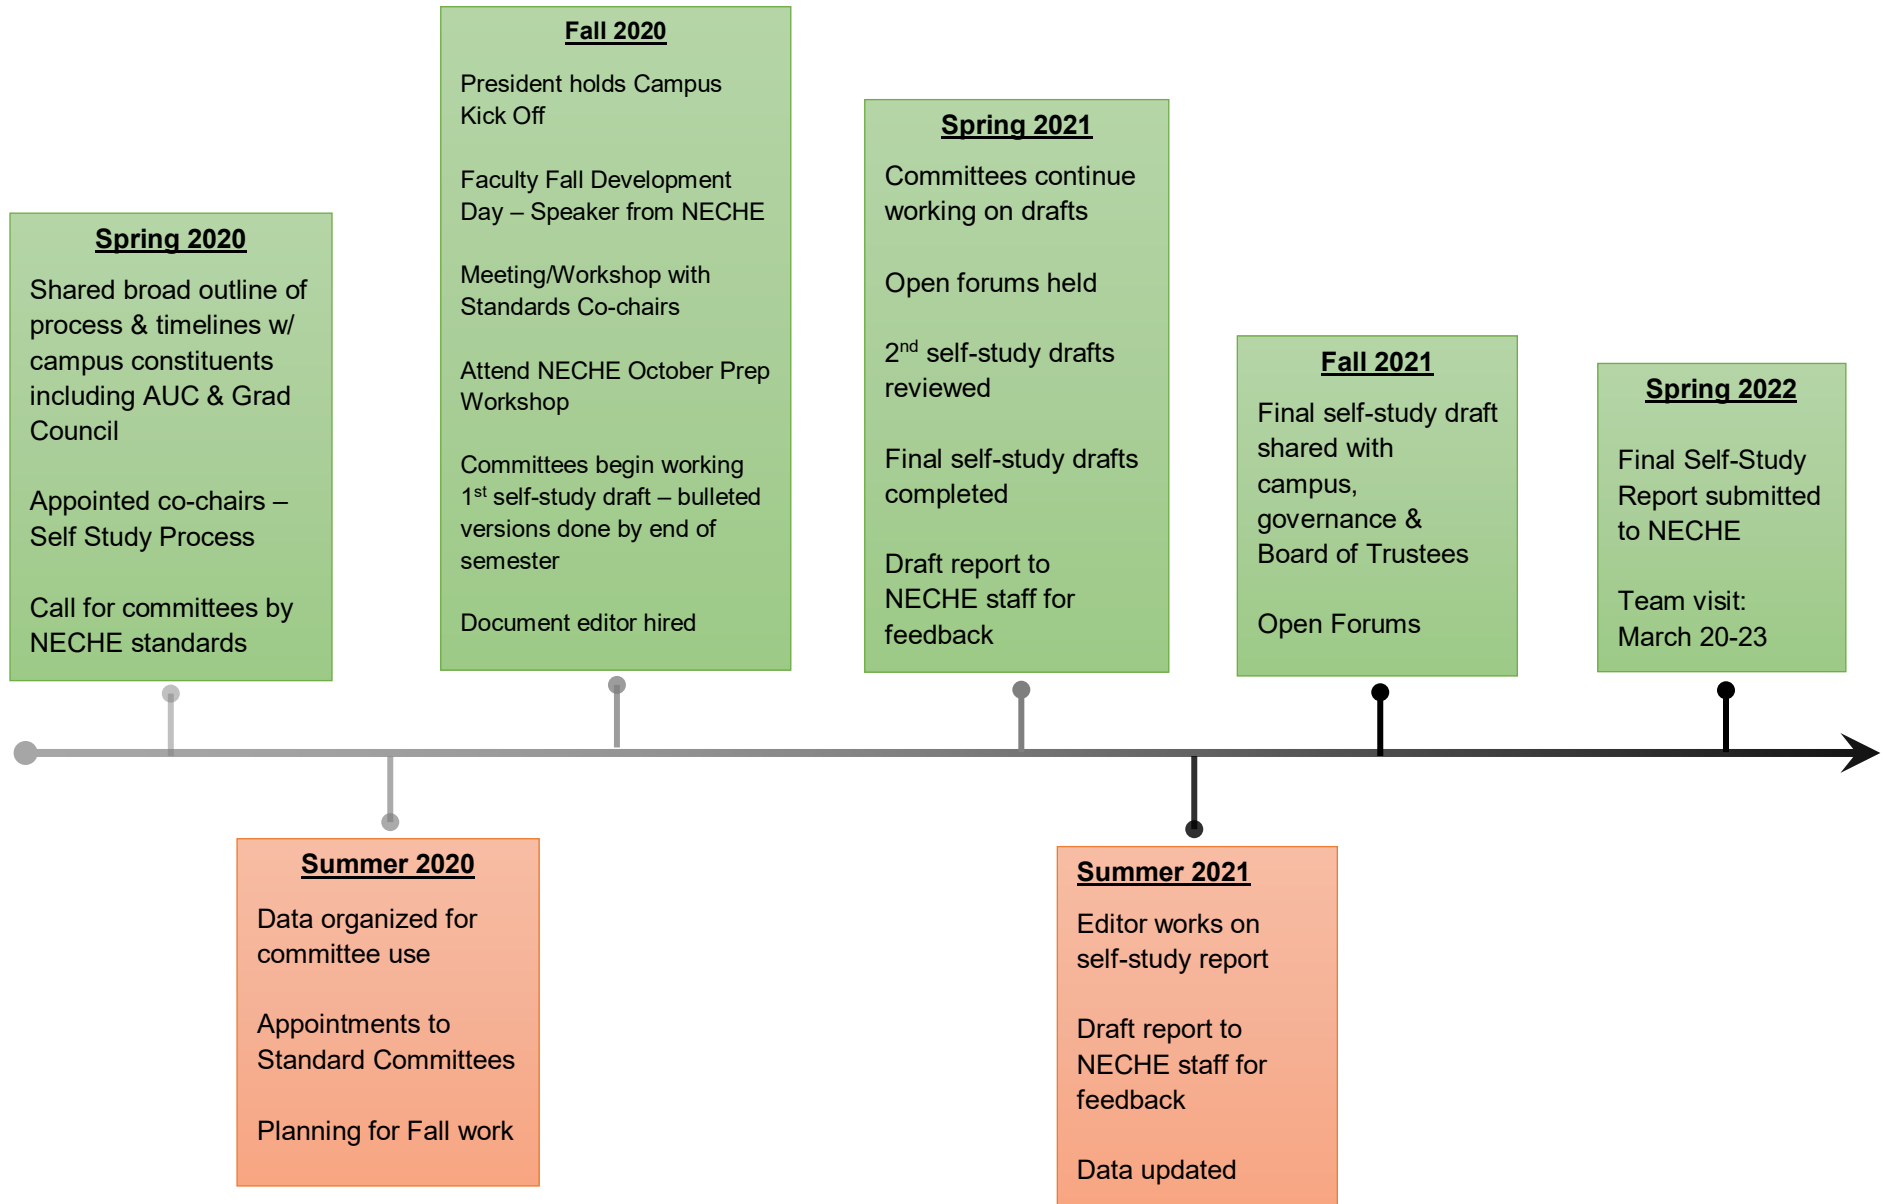 Spring 2020
Shared broad outline of
process & timelines w/
campus constituents
including AUC & Grad
Council
Appointed co-chairs –
Self Study Process
Call for committees by
NECHE standards
Summer 2020
Data organized for
committee use
Appointments to
Standard Committees
Planning for Fall work
Fall 2020
President holds Campus
Kick Off
Faculty Fall Development
Day – Speaker from NECHE
Meeting/Workshop with
Standards Co-chairs
Attend NECHE October Prep
Workshop
Committees begin working
1st self-study draft – bulleted
versions done by end of
semester
Document editor hired
Spring 2021
Committees continue
working on drafts
Open forums held
2nd self-study drafts
reviewed
Final self-study drafts
completed
Draft report to
NECHE staff for
feedback
Summer 2021
Editor works on
self-study report
Draft report to
NECHE staff for
feedback
Data updated
Fall 2021
Final self-study draft
shared with
campus,
governance &
Board of Trustees
Open Forums
Spring 2022
Final Self-Study
Report submitted
to NECHE
Team visit:
March 20-23